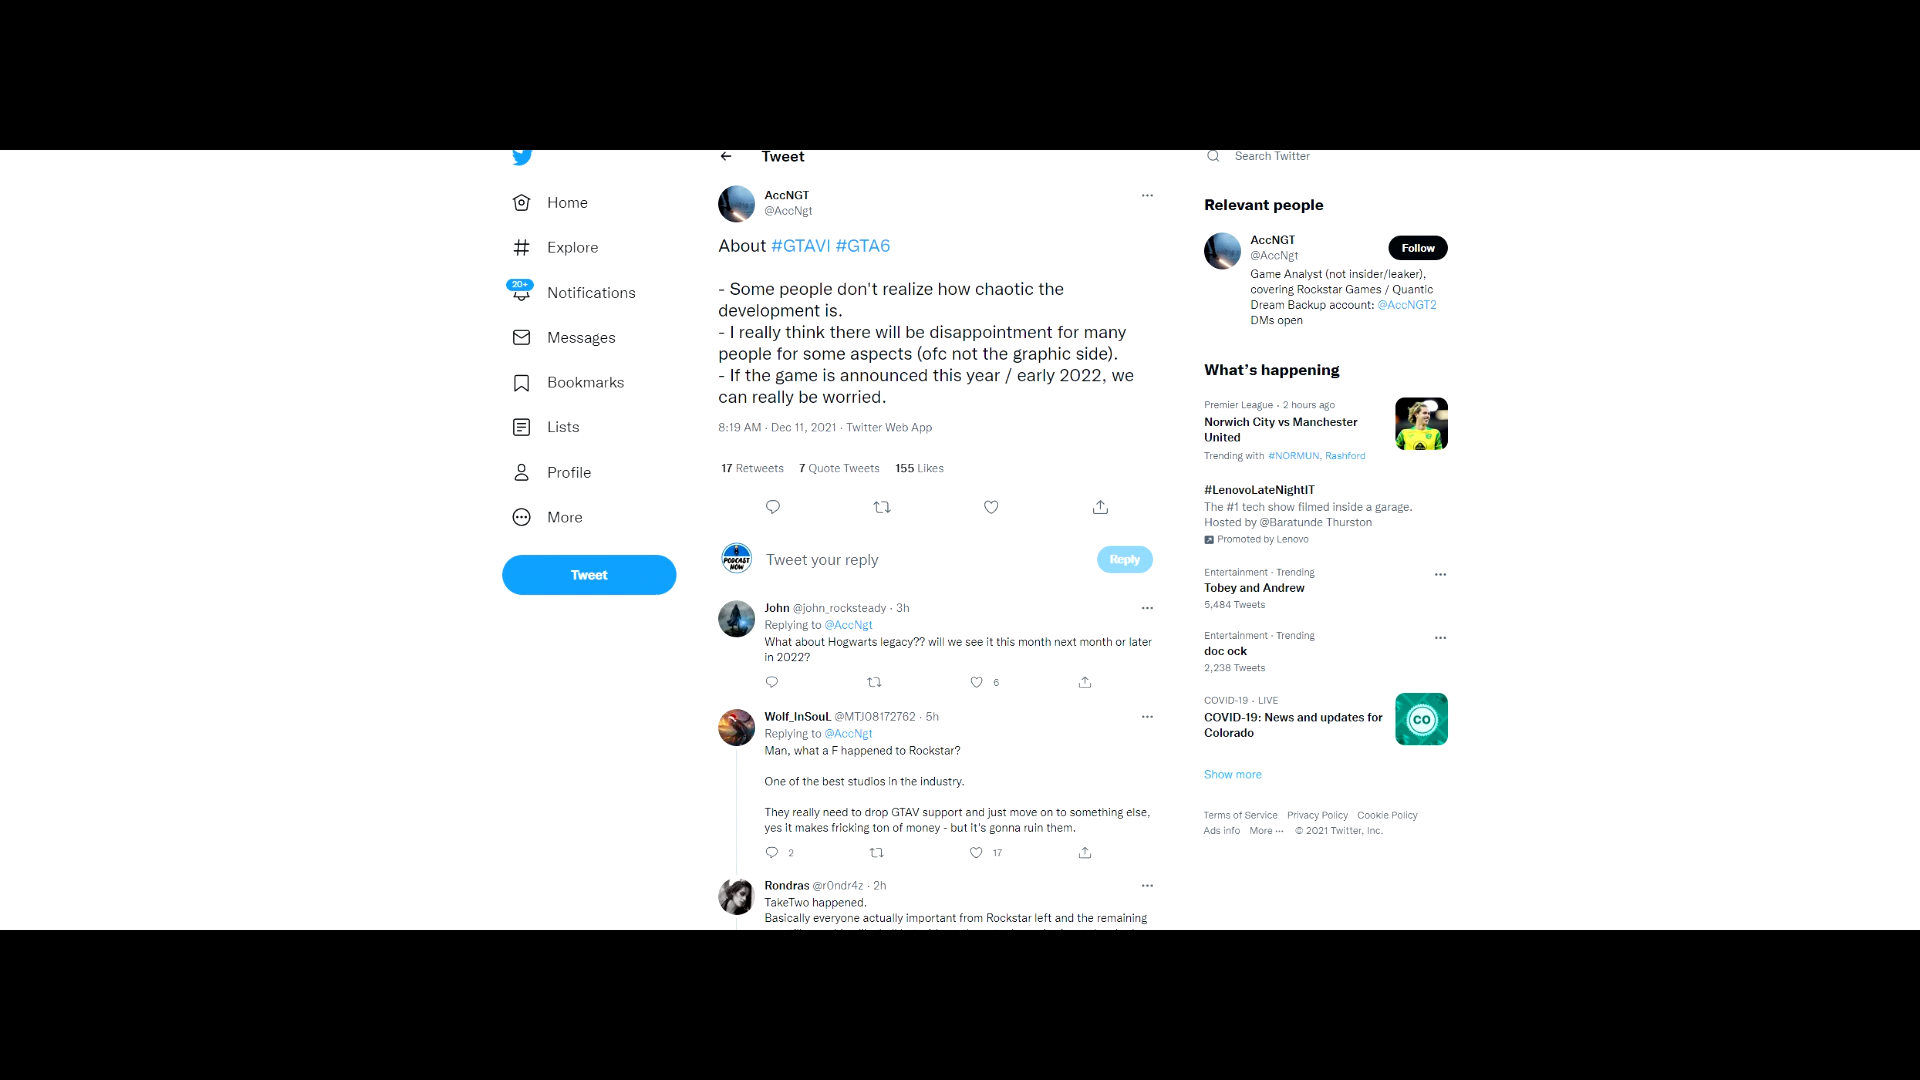 Tweet
Search Twitter
Home
Explore
20+
Notifications
Messages
Bookmarks
Lists
Profile
More
Tweet
AccNGT
@AccNgt
About #GTAVI #GTA6
- Some people don't realize how chaotic the
development is.
- I really think there will be disappointment for many
people for some aspects (ofc not the graphic side).
- If the game is announced this year / early 2022, we
can really be worried.
8:19 AM · Dec 11, 2021 · Twitter Web App
17 Retweets 7 Quote Tweets 155 Likes
PODCAST
NOW
Tweet your reply
Reply
John @john_rocksteady · 3h
Replying to @AccNgt
What about Hogwarts legacy?? will we see it this month next month or later
in 2022?
6
Wolf_InSouL @MTJ08172762 · 5h
Replying to @AccNgt
Man, what a F happened to Rockstar?
One of the best studios in the industry.
They really need to drop GTAV support and just move on to something else,
yes it makes fricking ton of money - but it's gonna ruin them.
2
17
Rondras @r0ndr4z · 2h
TakeTwo happened.
Basically everyone actually important from Rockstar left and the remaining
Relevant people
AccNGT
@AccNgt
Follow
Game Analyst (not insider/leaker),
covering Rockstar Games / Quantic
Dream Backup account: @AccNGT2
DMs open
What's happening
Premier League · 2 hours ago
Norwich City vs Manchester
United
Trending with #NORMUN, Rashford
#LenovoLateNightIT
The #1 tech show filmed inside a garage.
Hosted by @Baratunde Thurston
Promoted by Lenovo
Entertainment · Trending
Tobey and Andrew
5,484 Tweets
Entertainment · Trending
doc ock
2,238 Tweets
COVID-19 · LIVE
COVID-19: News and updates for
Colorado
CO
Show more
Terms of Service Privacy Policy Cookie Policy
Ads info More ··· © 2021 Twitter, Inc.